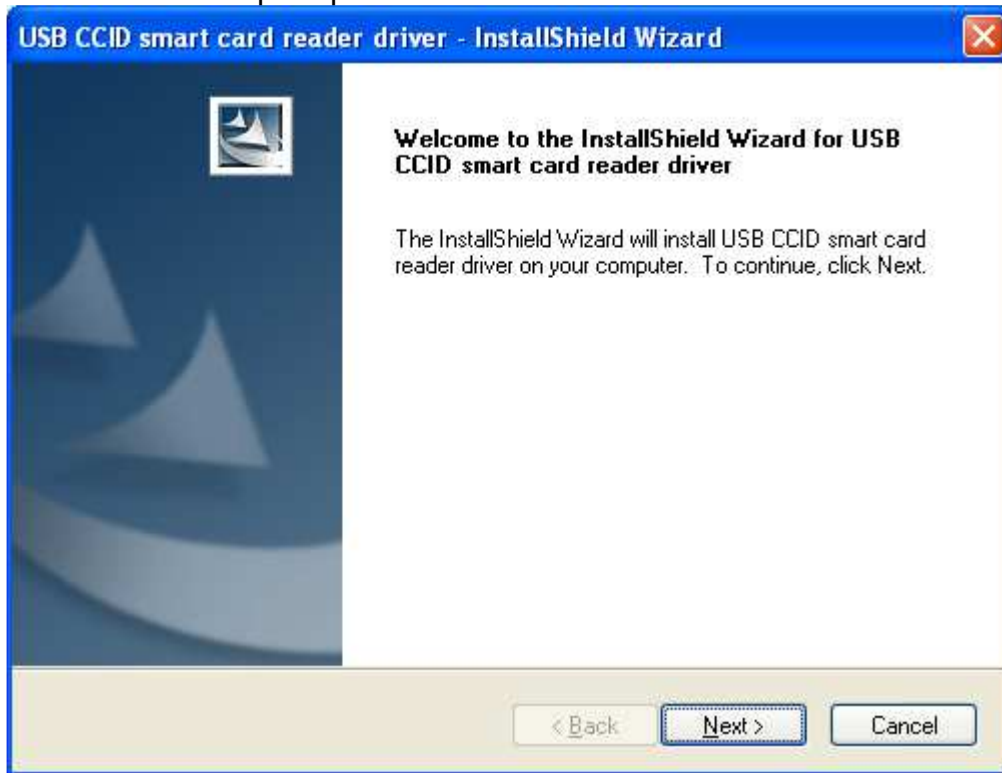 USB CCID smart card reader driver - InstallShield Wizard
Welcome to the InstallShield Wizard for USB
CCID smart card reader driver
The InstallShield Wizard will install USB CCID smart card
reader driver on your computer. To continue, click Next.
< Back
Next >
Cancel